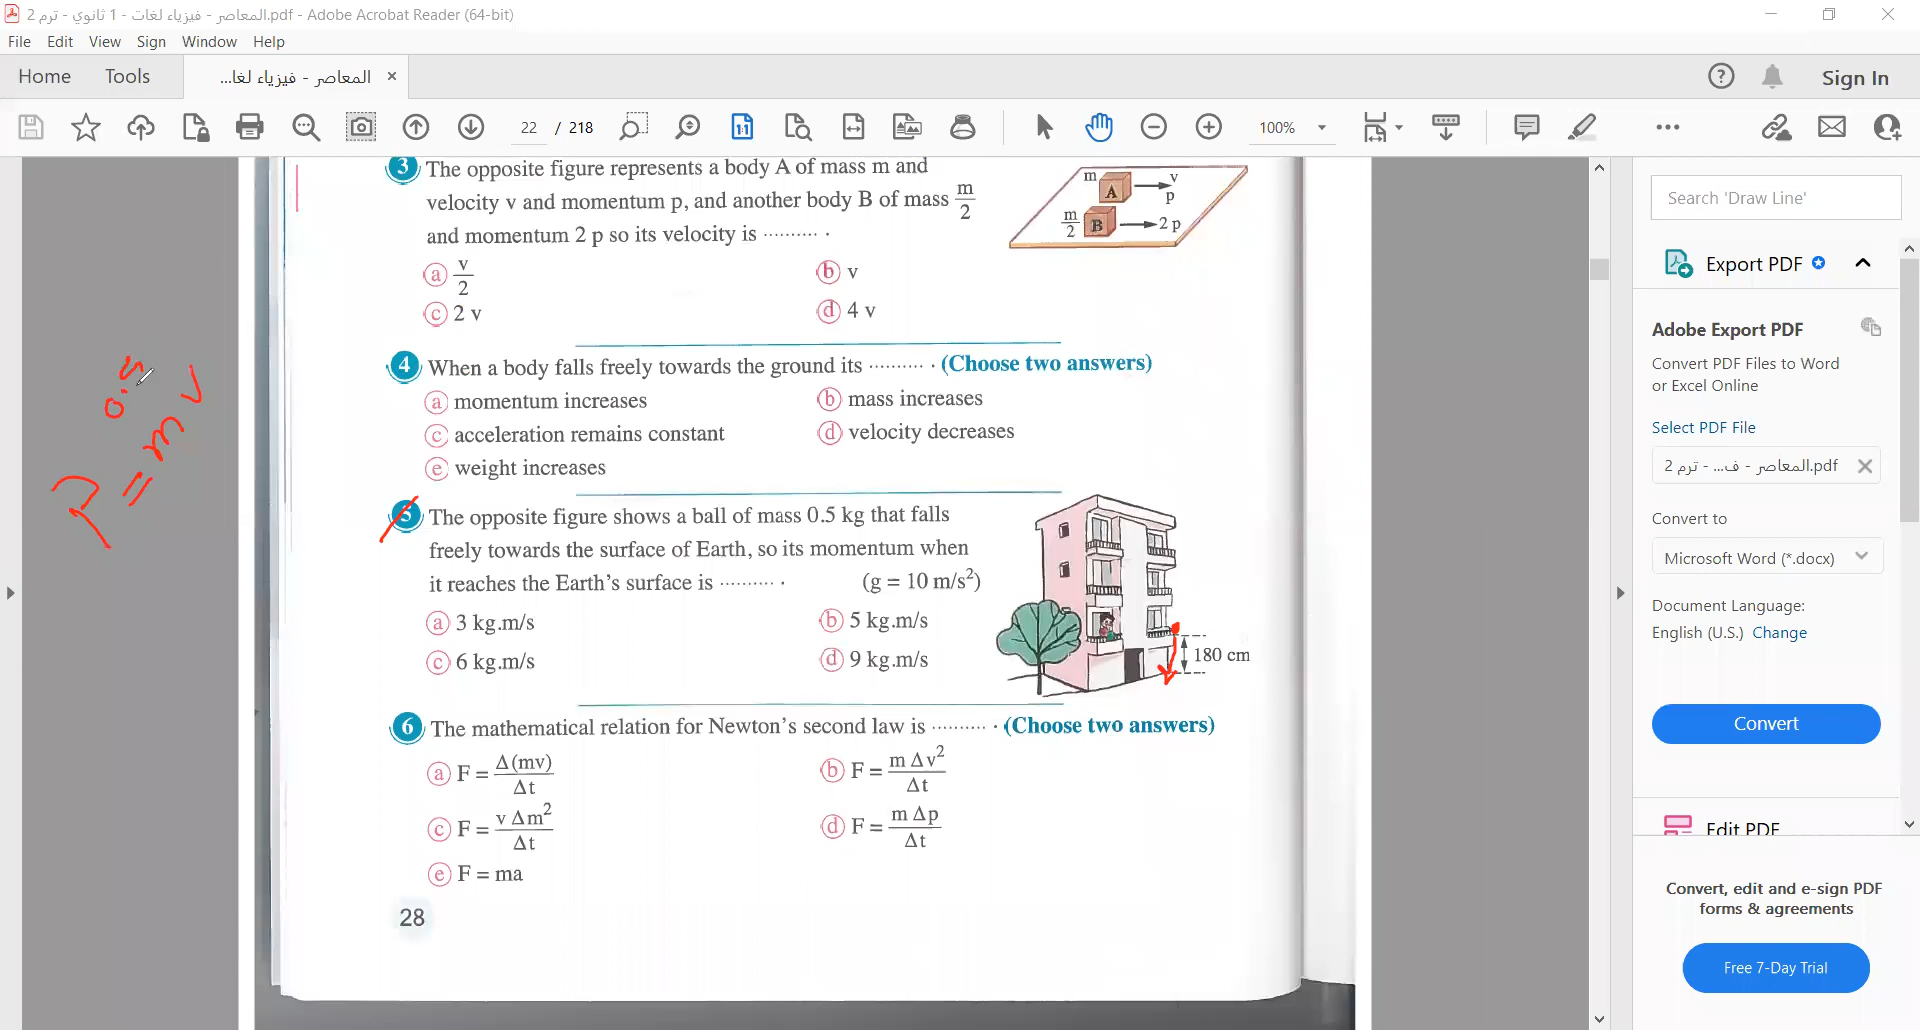 المعاصر - فيزياء لغات - 1 ثانوي - ترم 2.pdf - Adobe Acrobat Reader (64-bit)
File Edit View Sign Window Help
Home Tools المعاصر - فيزياء لغا... × Sign In
22 / 218 100%
3 The opposite figure represents a body A of mass m and
velocity v and momentum p, and another body B of mass m/2
and momentum 2 p so its velocity is ·········· .
m A v p
m/2 B 2 p
a v/2 b v
c 2 v d 4 v
4 When a body falls freely towards the ground its ·········· . (Choose two answers)
a momentum increases b mass increases
c acceleration remains constant d velocity decreases
e weight increases
0.5
P = m v
5 The opposite figure shows a ball of mass 0.5 kg that falls
freely towards the surface of Earth, so its momentum when
it reaches the Earth's surface is ·········· . (g = 10 m/s²)
a 3 kg.m/s b 5 kg.m/s
c 6 kg.m/s d 9 kg.m/s
180 cm
6 The mathematical relation for Newton's second law is ·········· . (Choose two answers)
a F = Δ(mv)/Δt b F = m Δv²/Δt
c F = v Δm²/Δt d F = m Δp/Δt
e F = ma
28
Search 'Draw Line'
Export PDF
Adobe Export PDF
Convert PDF Files to Word
or Excel Online
Select PDF File
المعاصر - ف... - ترم 2.pdf ×
Convert to
Microsoft Word (*.docx)
Document Language:
English (U.S.) Change
Convert
Edit PDF
Convert, edit and e-sign PDF
forms & agreements
Free 7-Day Trial